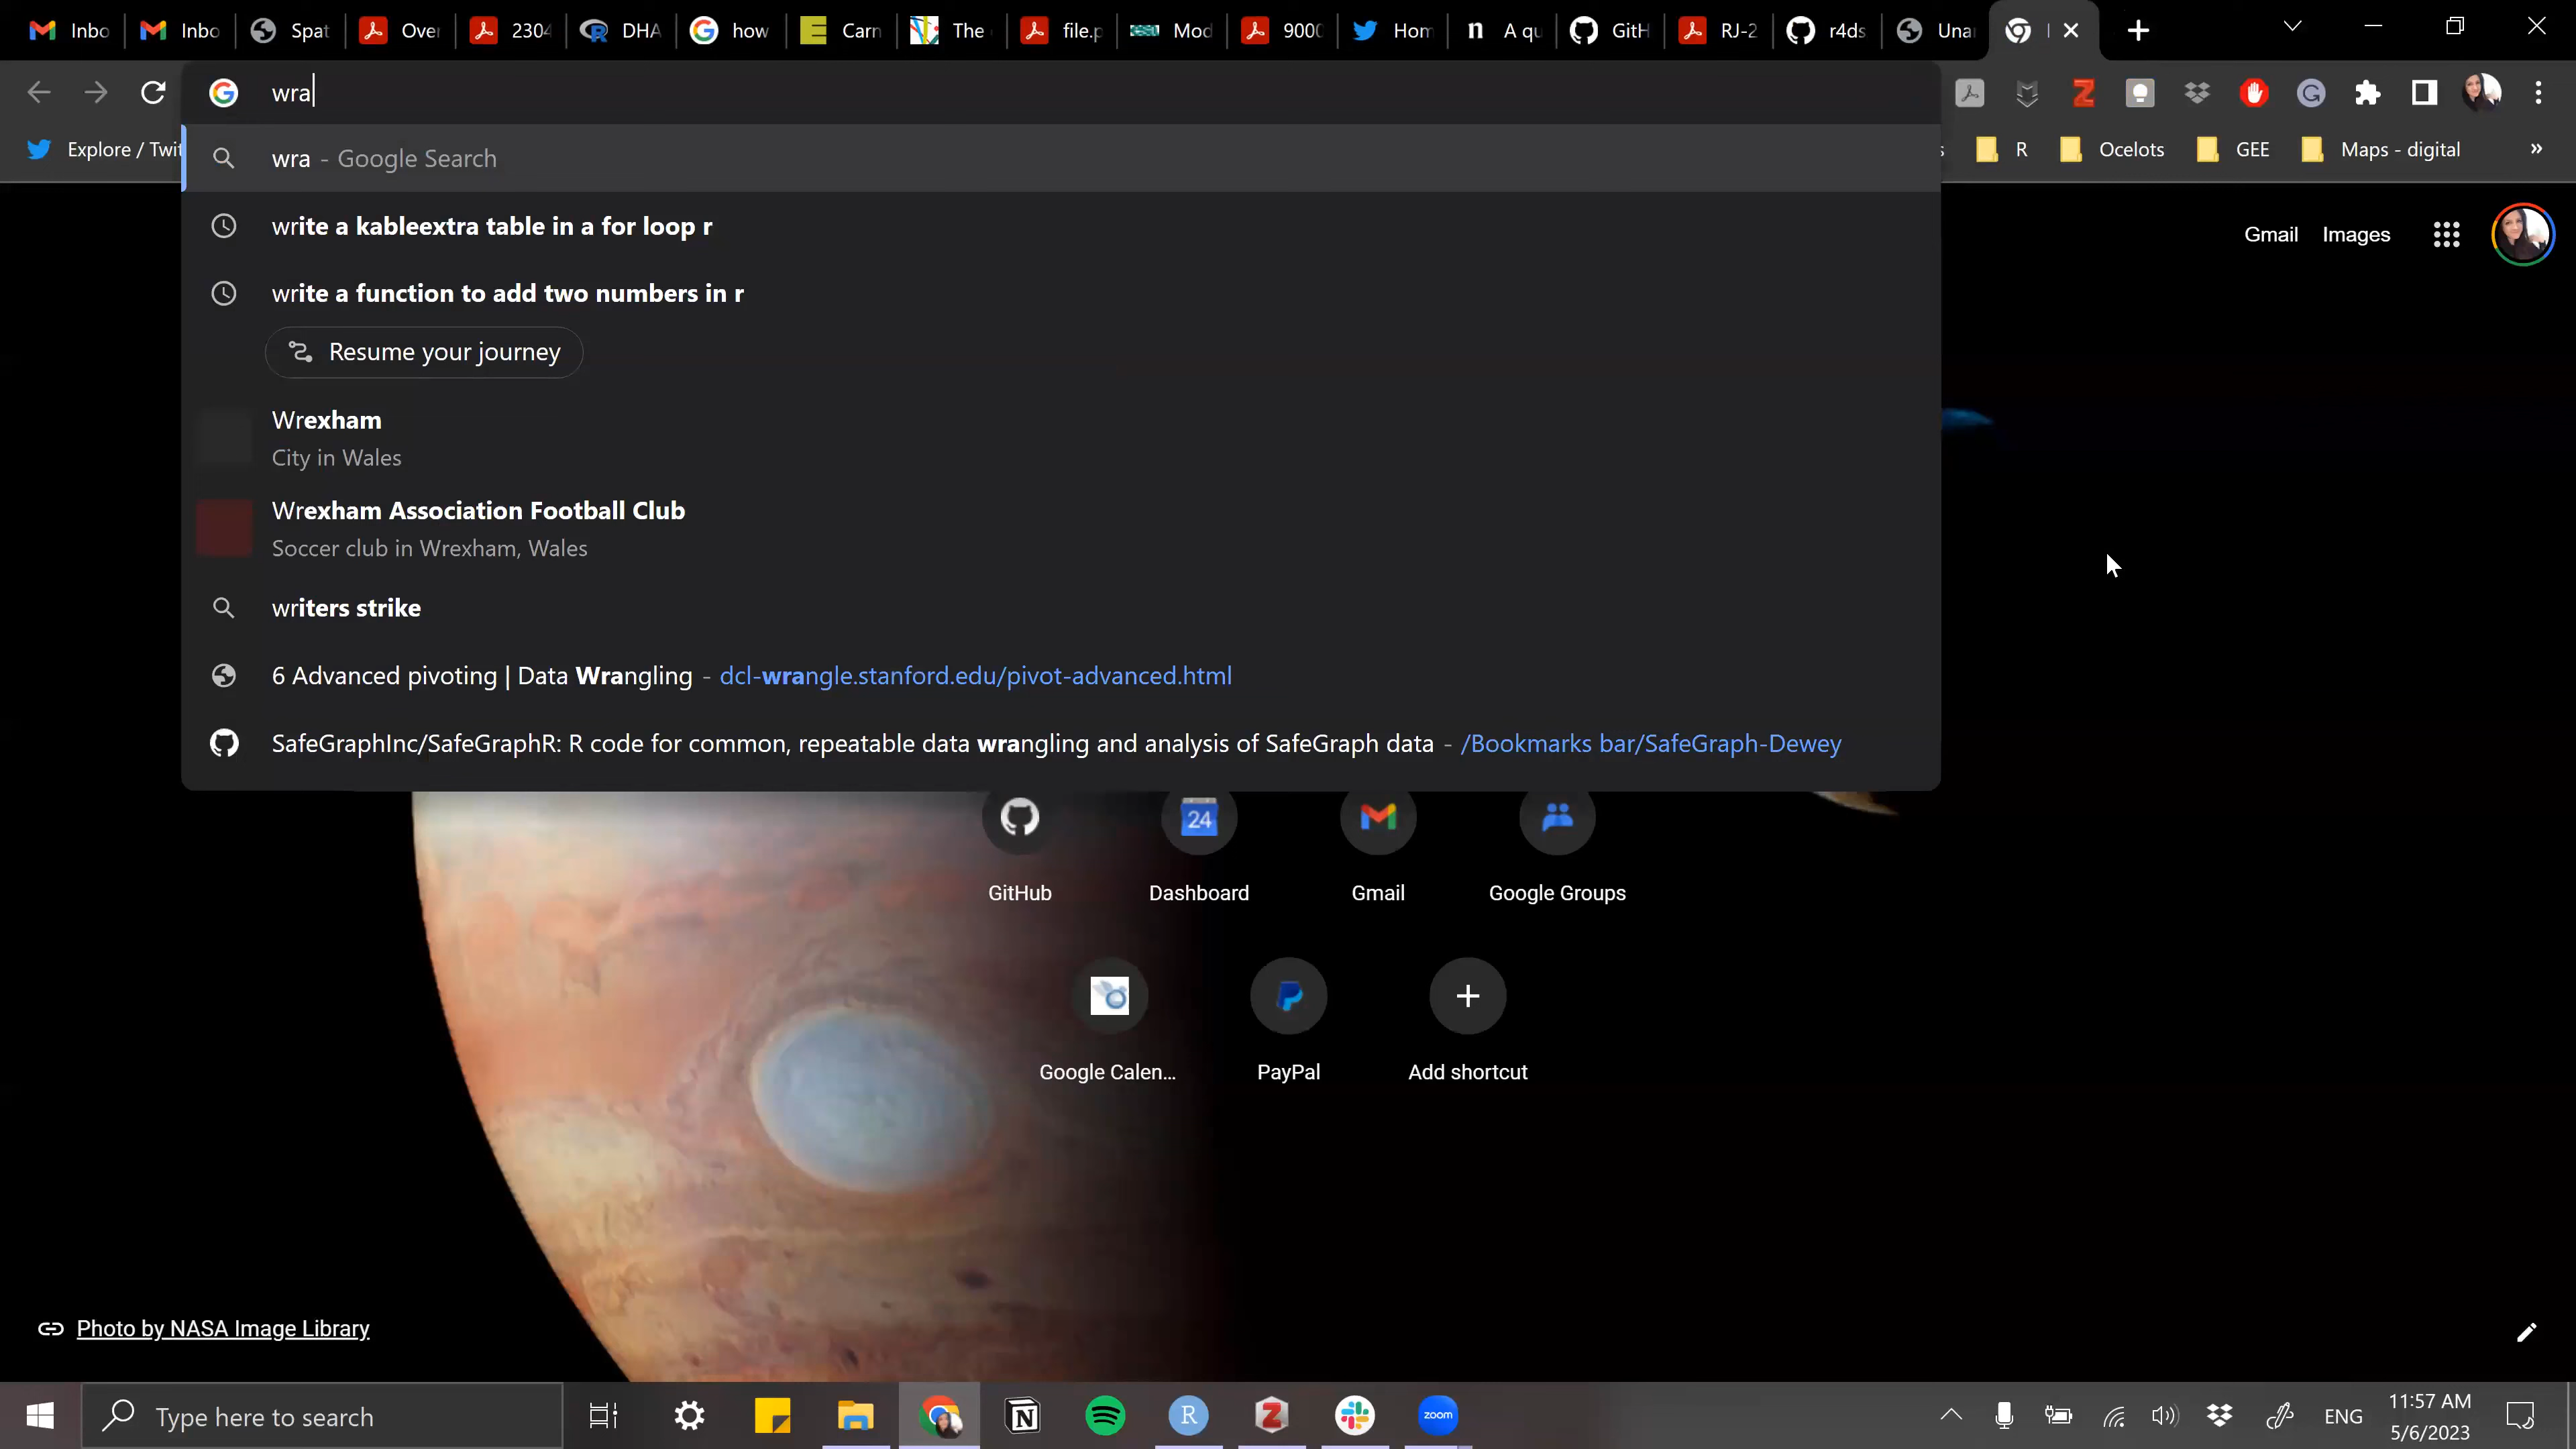 Inbo Inbo Spat Over 2304 DHA how Carn The file.p Mod 9000 Hom A qu GitH RJ-2 r4ds Una
wra
Explore / Twit R Ocelots GEE Maps - digital »
wra - Google Search
write a kableextra table in a for loop r
Gmail Images
write a function to add two numbers in r
Resume your journey
Wrexham
City in Wales
Wrexham Association Football Club
Soccer club in Wrexham, Wales
writers strike
6 Advanced pivoting | Data Wrangling - dcl-wrangle.stanford.edu/pivot-advanced.html
SafeGraphInc/SafeGraphR: R code for common, repeatable data wrangling and analysis of SafeGraph data - /Bookmarks bar/SafeGraph-Dewey
24
GitHub Dashboard Gmail Google Groups
Google Calen... PayPal Add shortcut
Photo by NASA Image Library
Type here to search
zoom
ENG
11:57 AM
5/6/2023